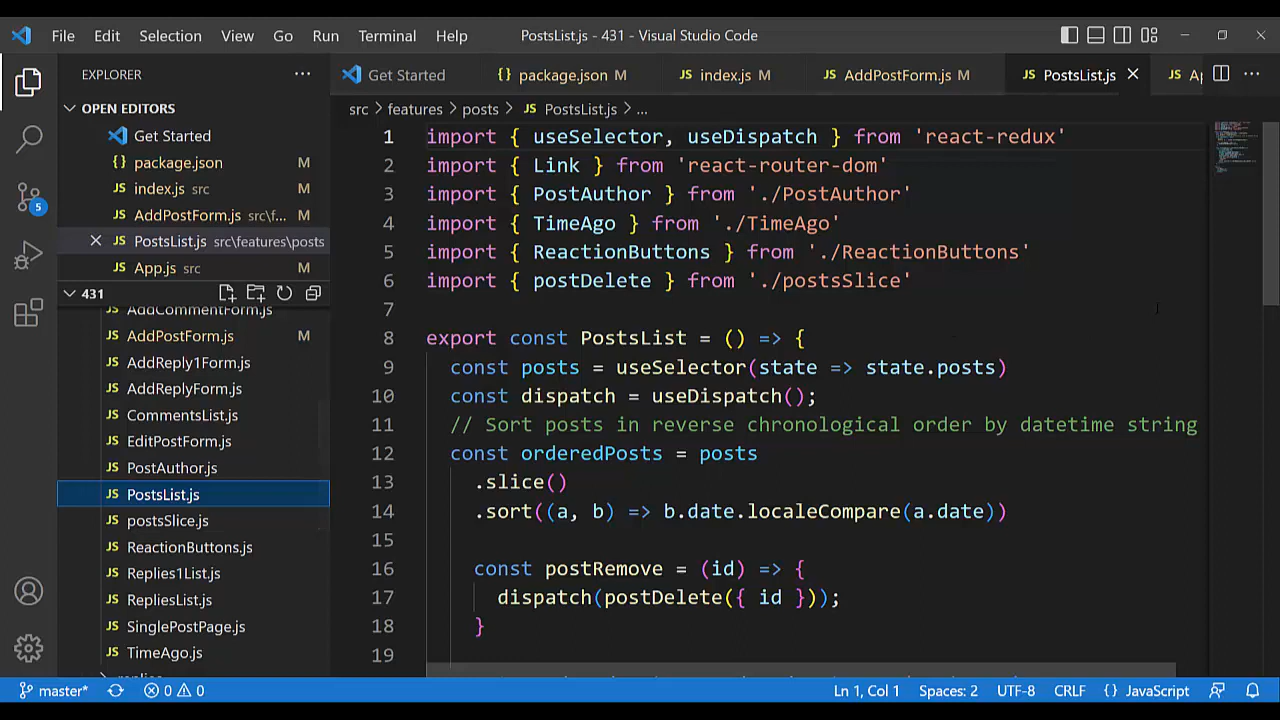 File Edit Selection View Go Run Terminal Help PostsList.js - 431 - Visual Studio Code
EXPLORER
OPEN EDITORS
Get Started
package.json M
index.js src M
AddPostForm.js src\f... M
PostsList.js src\features\posts
App.js src M
431
AddCommentForm.js
AddPostForm.js M
AddReply1Form.js
AddReplyForm.js
CommentsList.js
EditPostForm.js
PostAuthor.js
PostsList.js
postsSlice.js
ReactionButtons.js
Replies1List.js
RepliesList.js
SinglePostPage.js
TimeAgo.js
5
Get Started {} package.json M JS index.js M JS AddPostForm.js M JS PostsList.js JS Ap
src > features > posts > JS PostsList.js > ...
1 import { useSelector, useDispatch } from 'react-redux'
2 import { Link } from 'react-router-dom'
3 import { PostAuthor } from './PostAuthor'
4 import { TimeAgo } from './TimeAgo'
5 import { ReactionButtons } from './ReactionButtons'
6 import { postDelete } from './postsSlice'
7
8 export const PostsList = () => {
9 const posts = useSelector(state => state.posts)
10 const dispatch = useDispatch();
11 // Sort posts in reverse chronological order by datetime string
12 const orderedPosts = posts
13 .slice()
14 .sort((a, b) => b.date.localeCompare(a.date))
15
16 const postRemove = (id) => {
17 dispatch(postDelete({ id }));
18 }
19
master* 0 0 Ln 1, Col 1 Spaces: 2 UTF-8 CRLF {} JavaScript